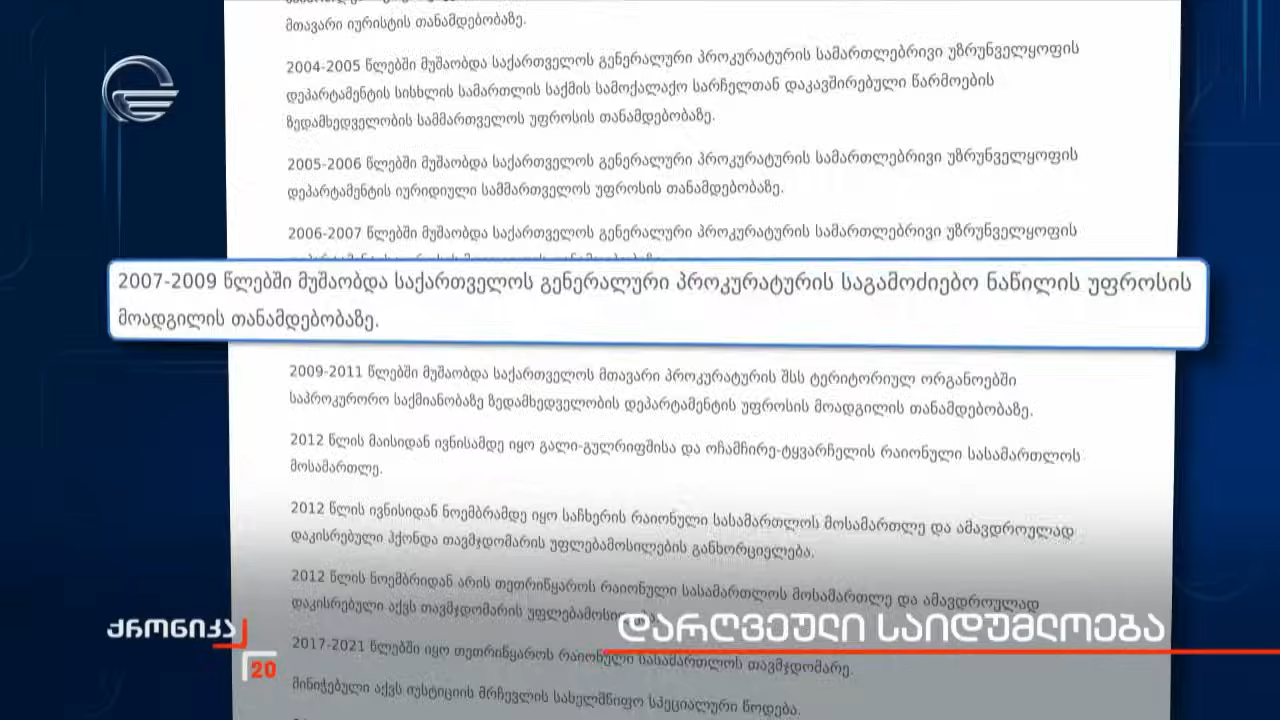 მთავარი იურისტის თანამდებობაზე.
2004-2005 წლებში მუშაობდა საქართველოს გენერალური პროკურატურის სამართლებრივი უზრუნველყოფის
დეპარტამენტის სისხლის სამართლის საქმის სამოქალაქო სარჩელთან დაკავშირებული წარმოების
ზედამხედველობის სამმართველოს უფროსის თანამდებობაზე.
2005-2006 წლებში მუშაობდა საქართველოს გენერალური პროკურატურის სამართლებრივი უზრუნველყოფის
დეპარტამენტის იურიდიული სამმართველოს უფროსის თანამდებობაზე.
2006-2007 წლებში მუშაობდა საქართველოს გენერალური პროკურატურის სამართლებრივი უზრუნველყოფის
2007-2009 წლებში მუშაობდა საქართველოს გენერალური პროკურატურის საგამოძიებო ნაწილის უფროსის
მოადგილის თანამდებობაზე.
2009-2011 წლებში მუშაობდა საქართველოს მთავარი პროკურატურის შსს ტერიტორიულ ორგანოებში
საპროკურორო საქმიანობაზე ზედამხედველობის დეპარტამენტის უფროსის მოადგილის თანამდებობაზე.
2012 წლის მაისიდან ივნისამდე იყო გალი-გულრიფშისა და ოჩამჩირე-ტყვარჩელის რაიონული სასამართლოს
მოსამართლე.
2012 წლის ივნისიდან ნოემბრამდე იყო საჩხერის რაიონული სასამართლოს მოსამართლე და ამავდროულად
დაკისრებული ჰქონდა თავმჯდომარის უფლებამოსილების განხორციელება.
2012 წლის ნოემბრიდან არის თეთრიწყაროს რაიონული სასამართლოს მოსამართლე და ამავდროულად
დაკისრებული აქვს თავმჯდომარის
ქრონიკა
20
დარღვეული საიდუმლოება
2017-2021 წლებში იყო თეთრიწყაროს რაიონული სასამართლოს თავმჯდომარე.
მინიჭებული აქვს იუსტიციის მრჩევლის სახელმწიფო სპეციალური წოდება.